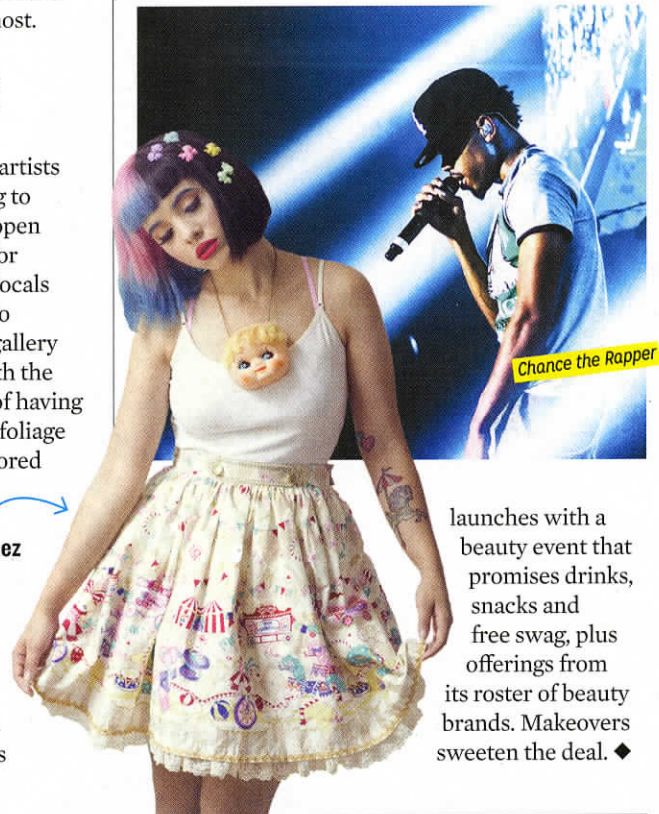 ost.
artists
g to
open
or
ocals
o
gallery
th the
of having
foliage
ored
ez
s
Chance the Rapper
launches with a
beauty event that
promises drinks,
snacks and
free swag, plus
offerings from
its roster of beauty
brands. Makeovers
sweeten the deal. ◆